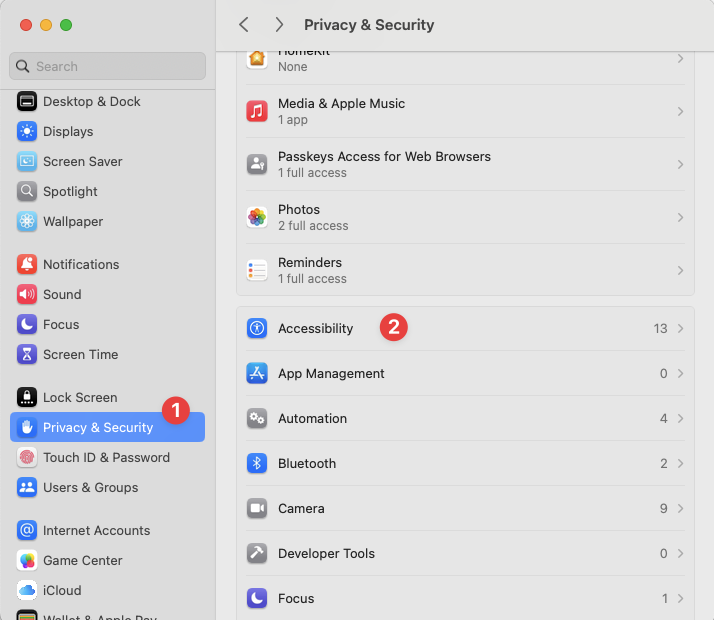 Privacy & Security
Search
Desktop & Dock
Displays
Screen Saver
Spotlight
Wallpaper
Notifications
Sound
Focus
Screen Time
Lock Screen
Privacy & Security
1
Touch ID & Password
Users & Groups
Internet Accounts
Game Center
iCloud
Wallet & Apple Pay
HomeKit
None
Media & Apple Music
1 app
Passkeys Access for Web Browsers
1 full access
Photos
2 full access
Reminders
1 full access
Accessibility 2 13
App Management 0
Automation 4
Bluetooth 2
Camera 9
Developer Tools 0
Focus 1